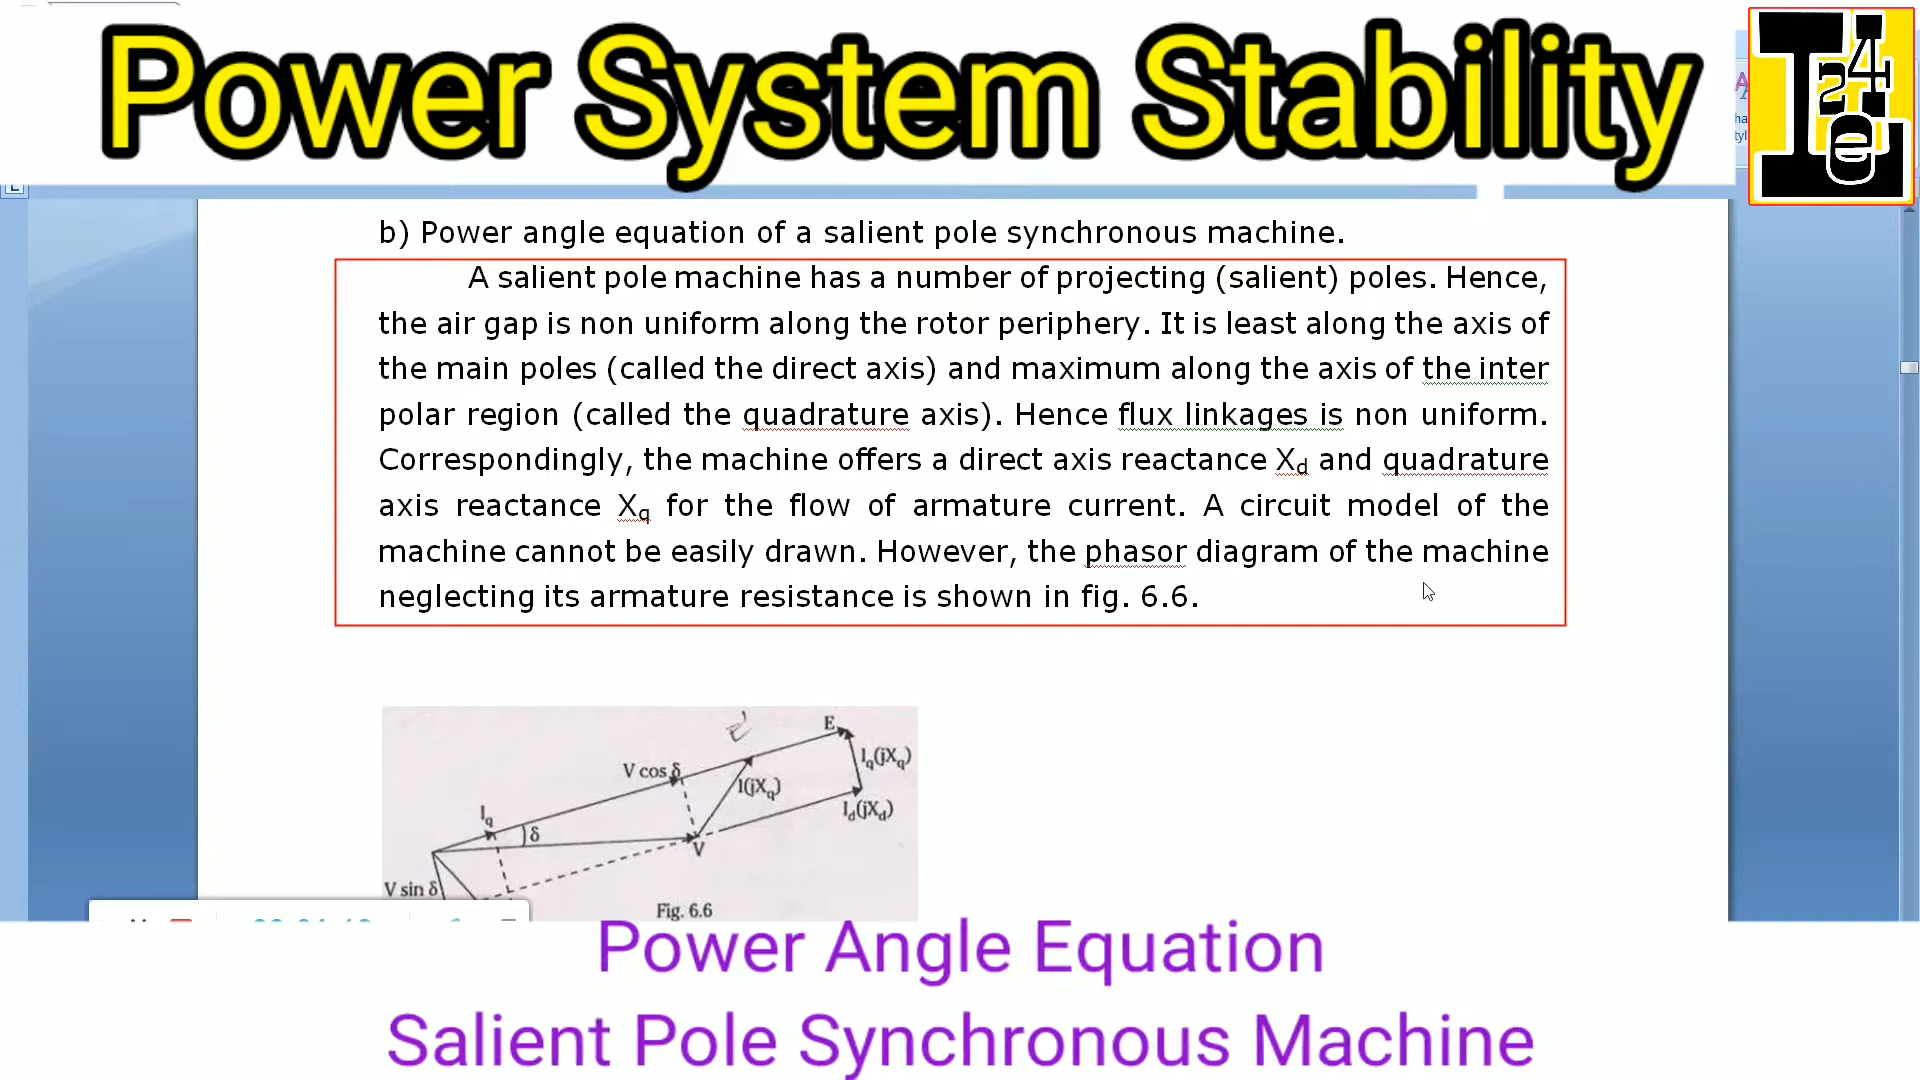 Power System Stability
L24e
b) Power angle equation of a salient pole synchronous machine.
A salient pole machine has a number of projecting (salient) poles. Hence,
the air gap is non uniform along the rotor periphery. It is least along the axis of
the main poles (called the direct axis) and maximum along the axis of the inter
polar region (called the quadrature axis). Hence flux linkages is non uniform.
Correspondingly, the machine offers a direct axis reactance Xd and quadrature
axis reactance Xq for the flow of armature current. A circuit model of the
machine cannot be easily drawn. However, the phasor diagram of the machine
neglecting its armature resistance is shown in fig. 6.6.
E
Iq(jXq)
V cos δ
I(jXq)
Id(jXd)
Iq
δ
V
V sin δ
Fig. 6.6
Power Angle Equation
Salient Pole Synchronous Machine